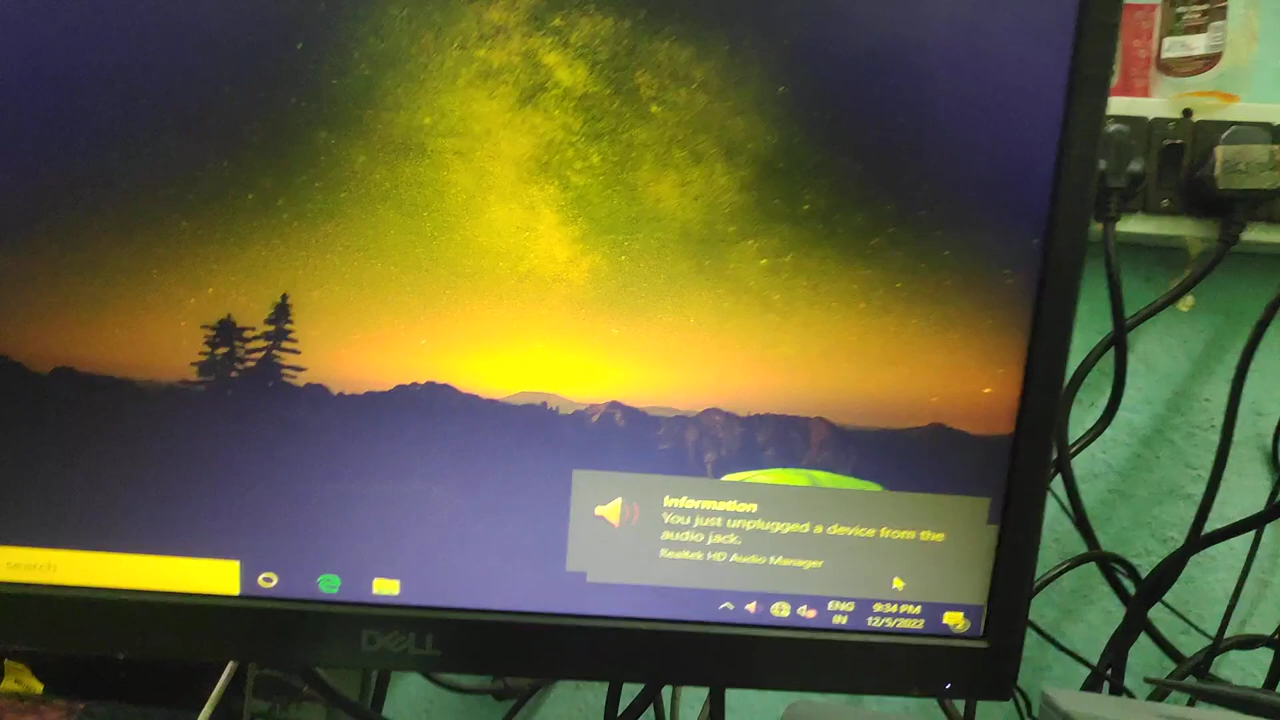 Information
You just unplugged a device from the
audio jack.
Realtek HD Audio Manager
search
ENG
IN
9:34 PM
12/5/2022
DELL